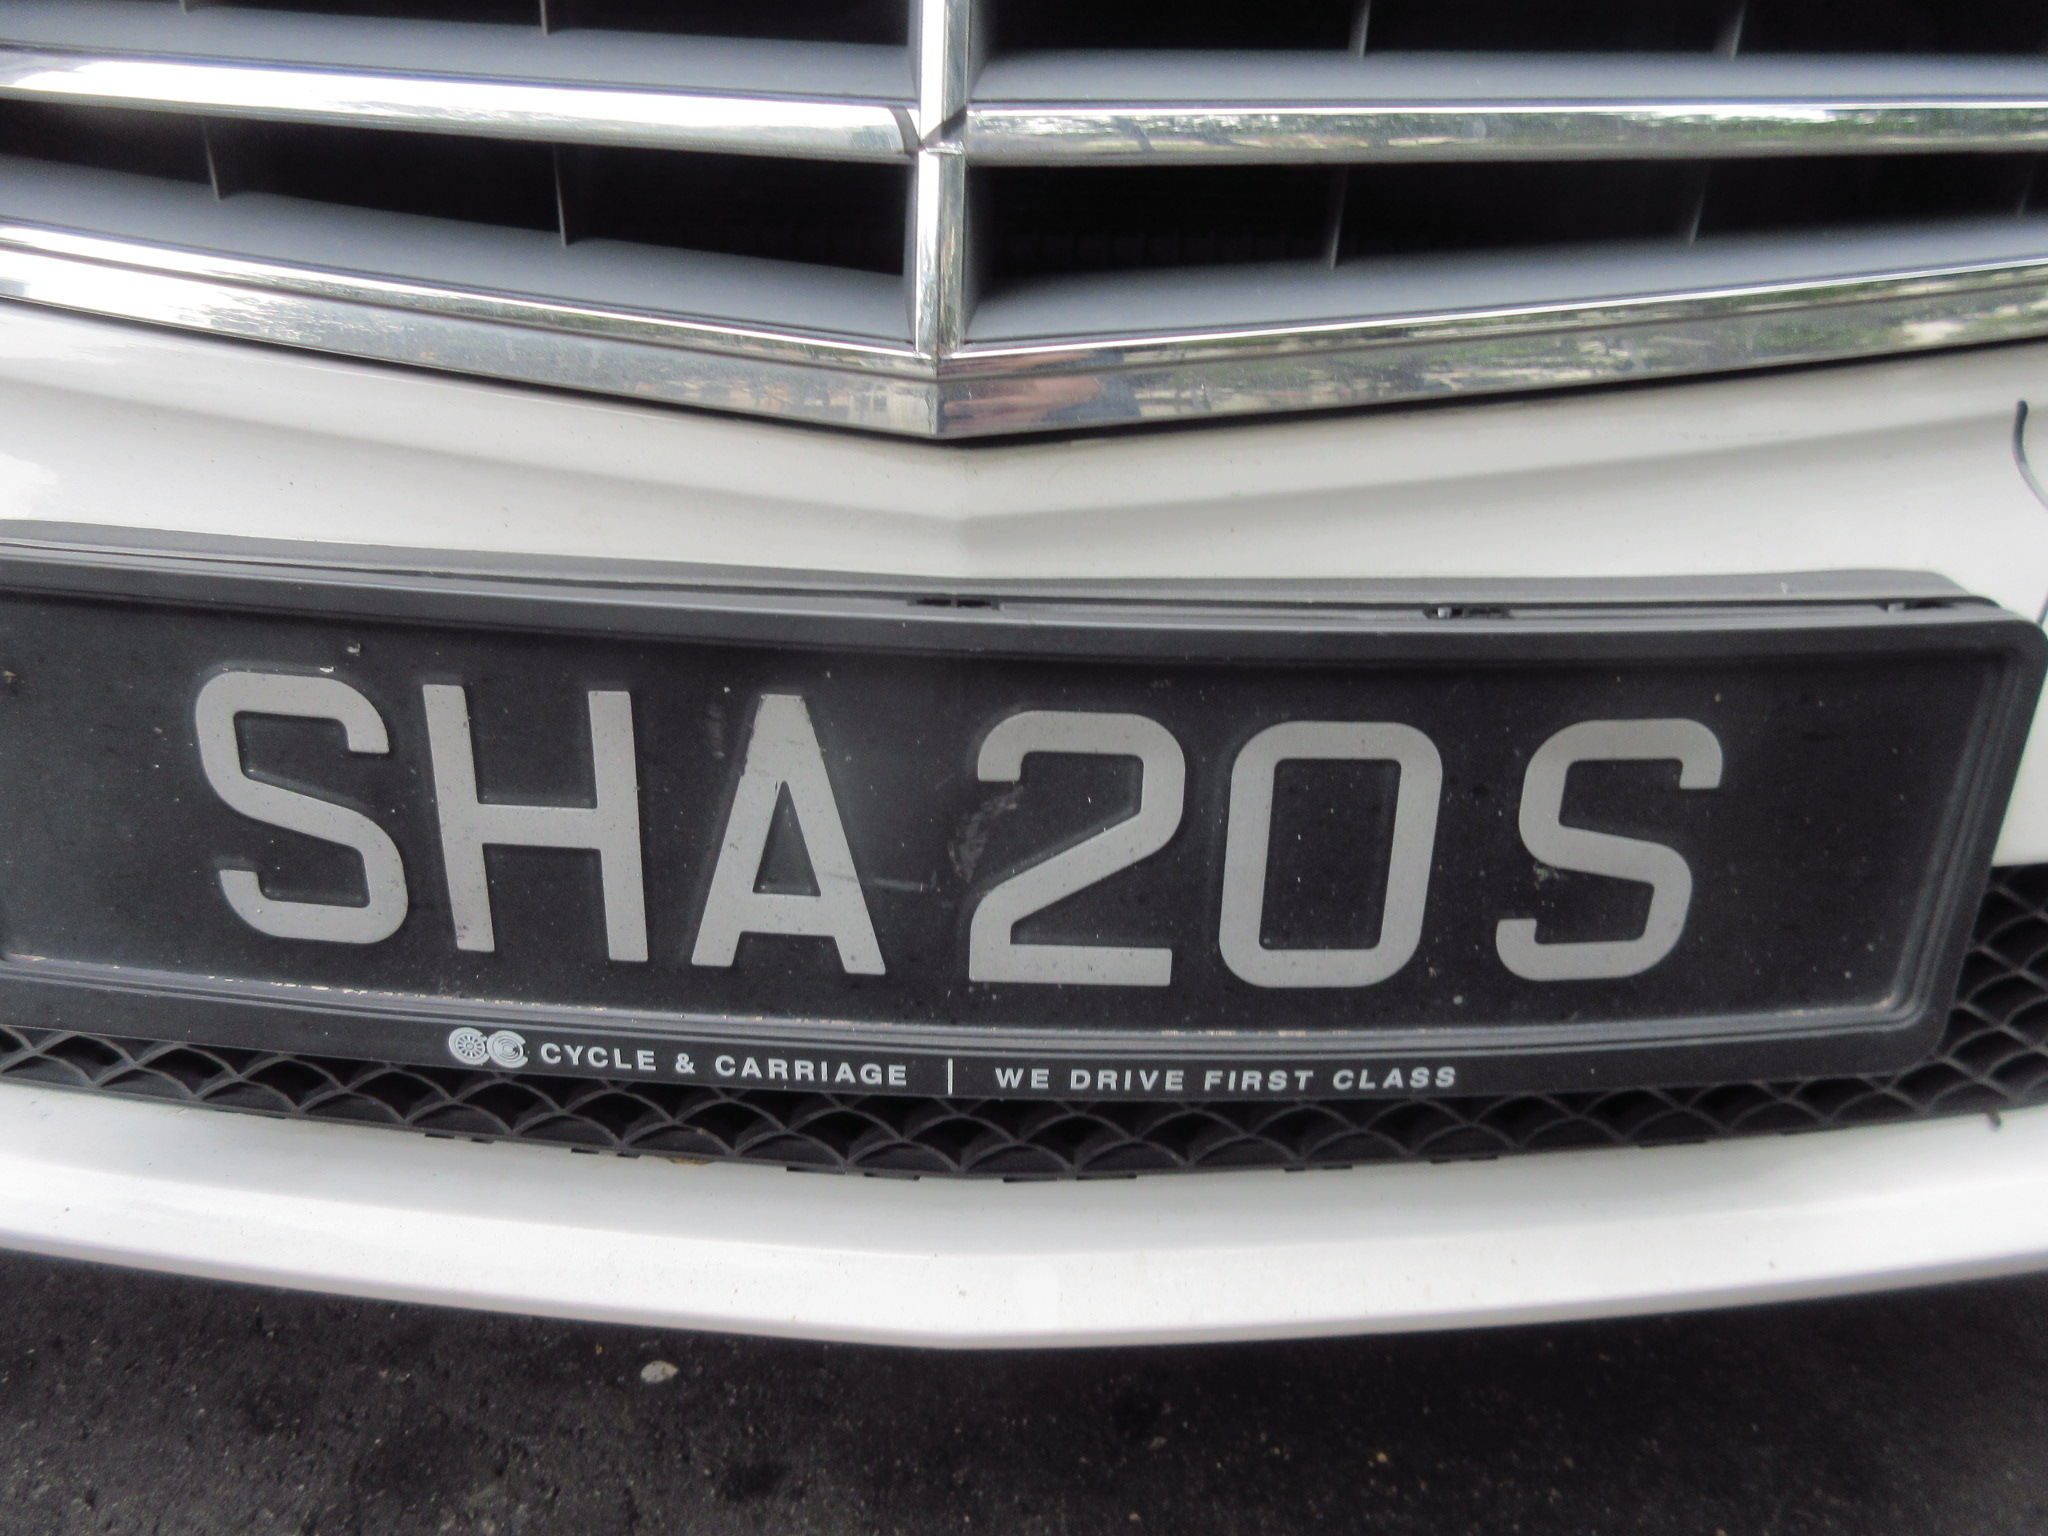 SHA 20 S
CYCLE & CARRIAGE | WE DRIVE FIRST CLASS